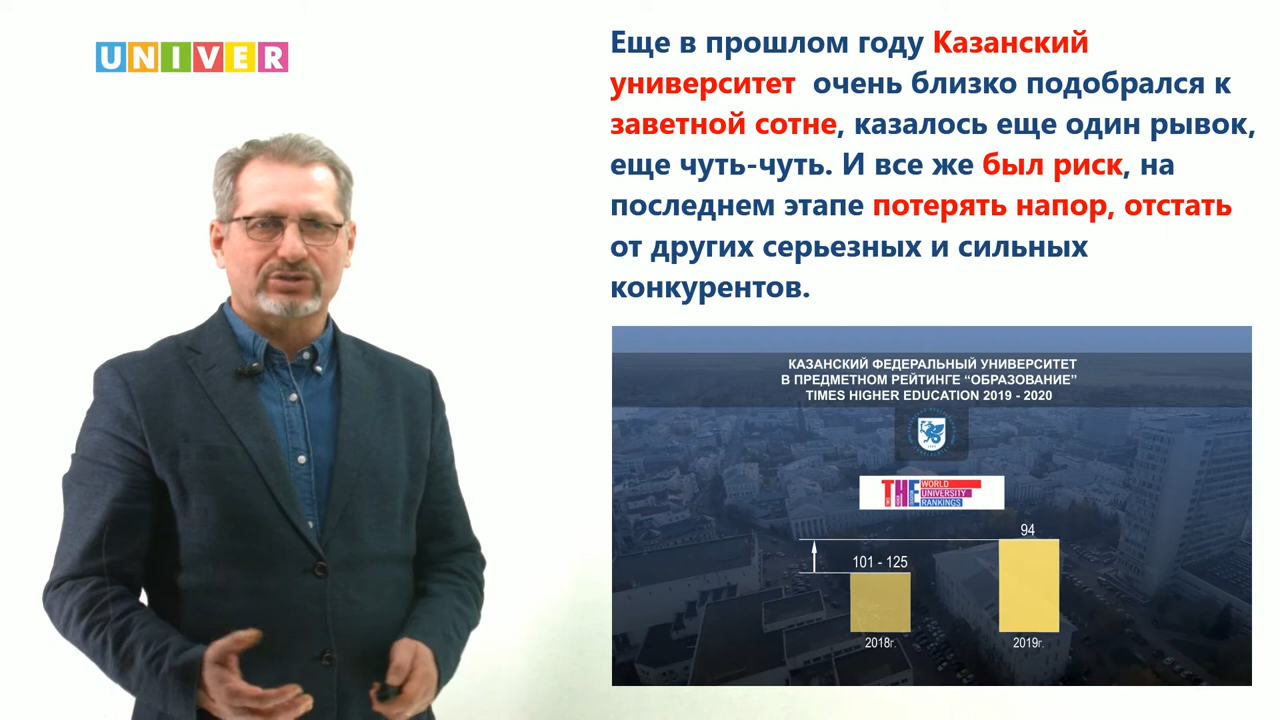 UNIVER
Еще в прошлом году Казанский
университет очень близко подобрался к
заветной сотне, казалось еще один рывок,
еще чуть-чуть. И все же был риск, на
последнем этапе потерять напор, отстать
от других серьезных и сильных
конкурентов.
КАЗАНСКИЙ ФЕДЕРАЛЬНЫЙ УНИВЕРСИТЕТ
В ПРЕДМЕТНОМ РЕЙТИНГЕ “ОБРАЗОВАНИЕ”
TIMES HIGHER EDUCATION 2019 - 2020
THE WORLD
UNIVERSITY
RANKINGS
94
101 - 125
2018г.
2019г.